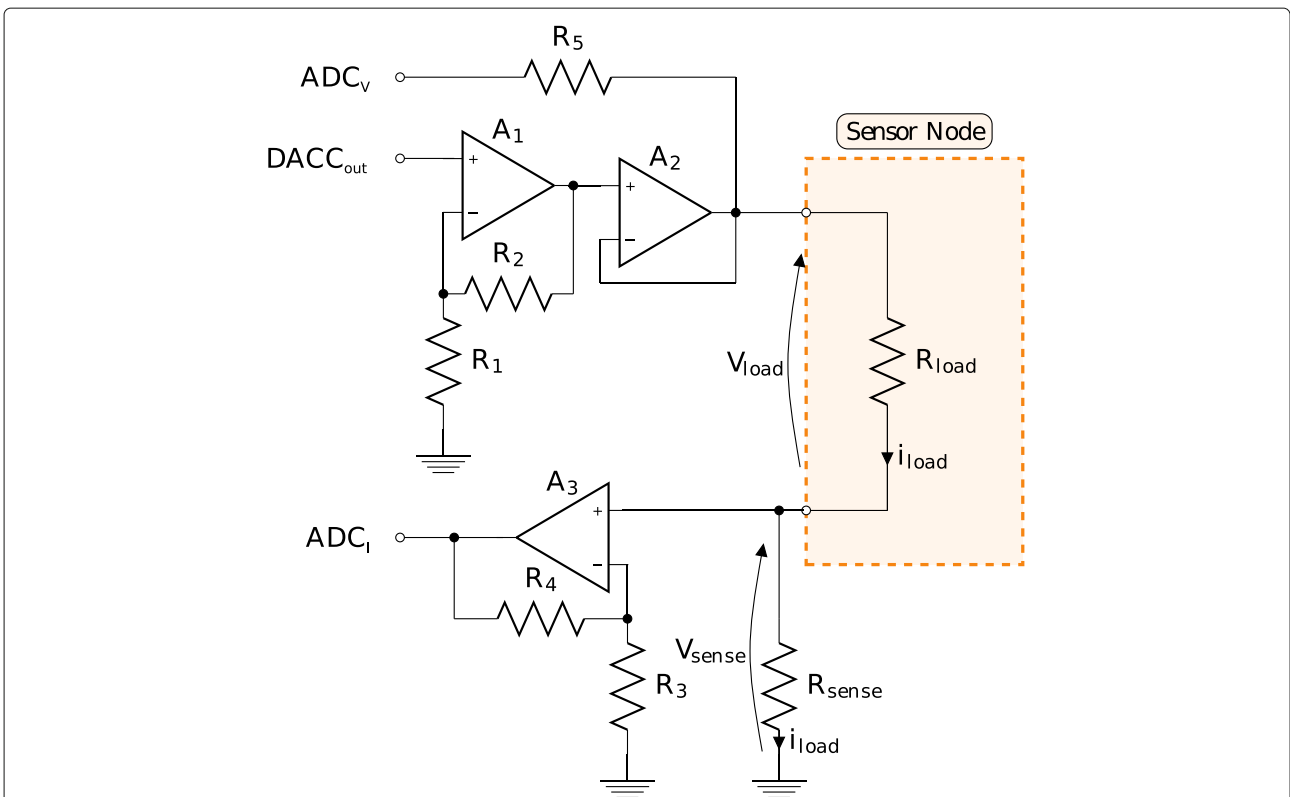 R5
ADCV
Sensor Node
A1
DACCout
A2
+
+
−
−
R2
R1
Vload
Rload
iload
A3
+
ADCI
−
R4
Vsense
R3
Rsense
iload